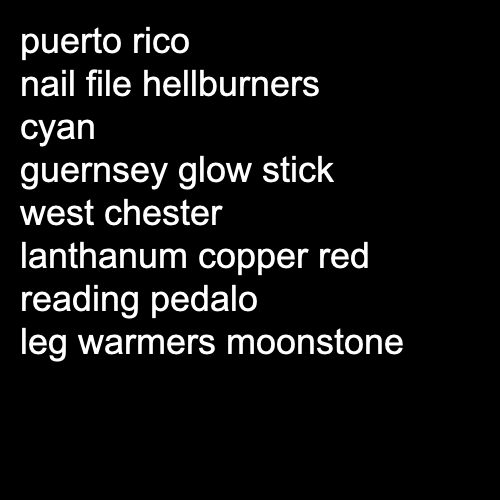 puerto rico
nail file hellburners
cyan
guernsey glow stick
west chester
lanthanum copper red
reading pedalo
leg warmers moonstone